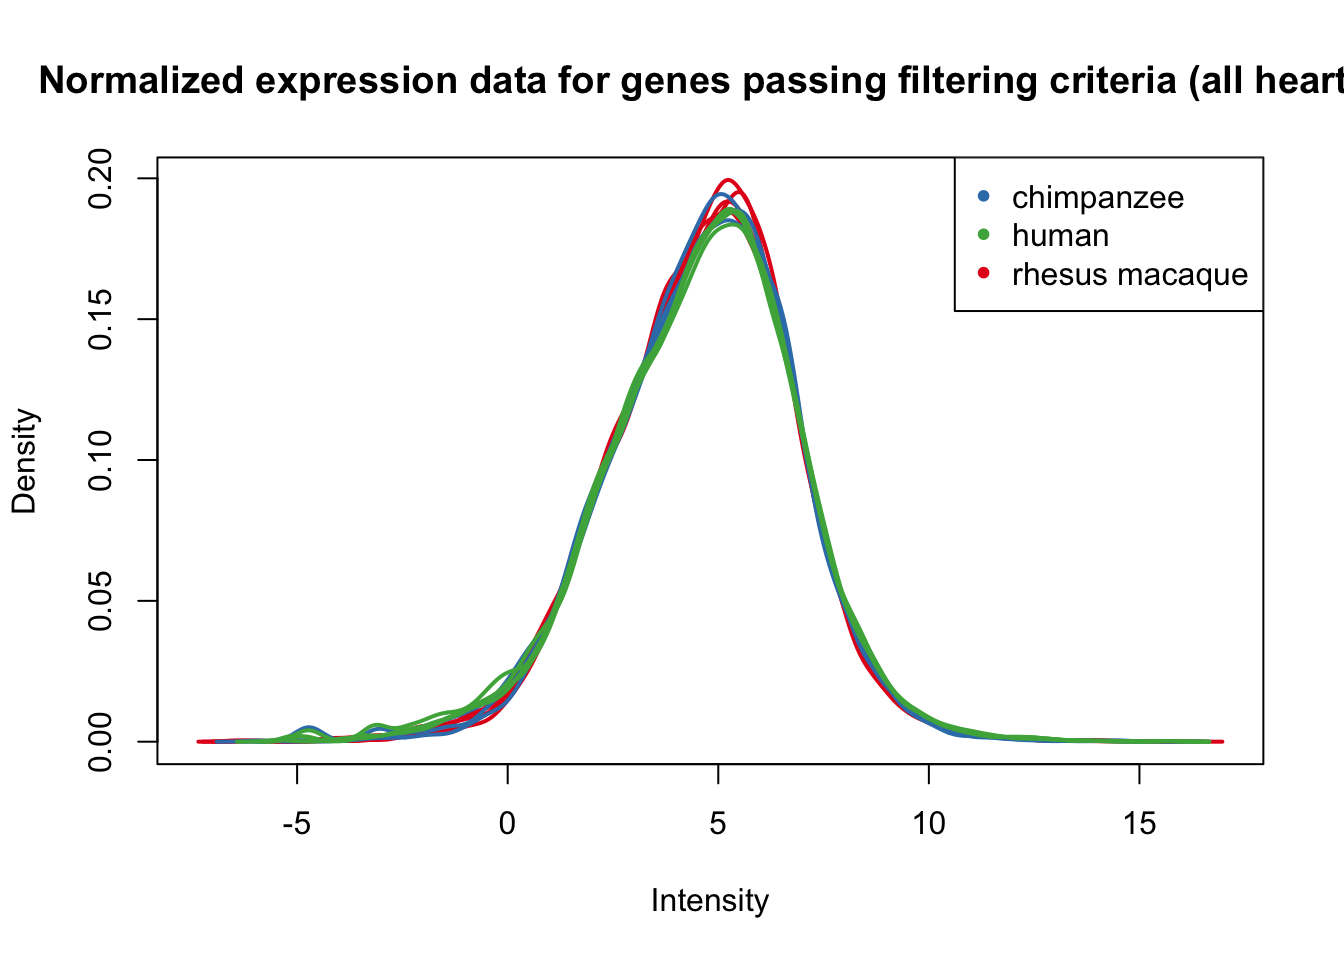 Normalized expression data for genes passing filtering criteria (all heart
chimpanzee
human
rhesus macaque
Density
0.20
0.15
0.10
0.05
0.00
-5 0 5 10 15
Intensity